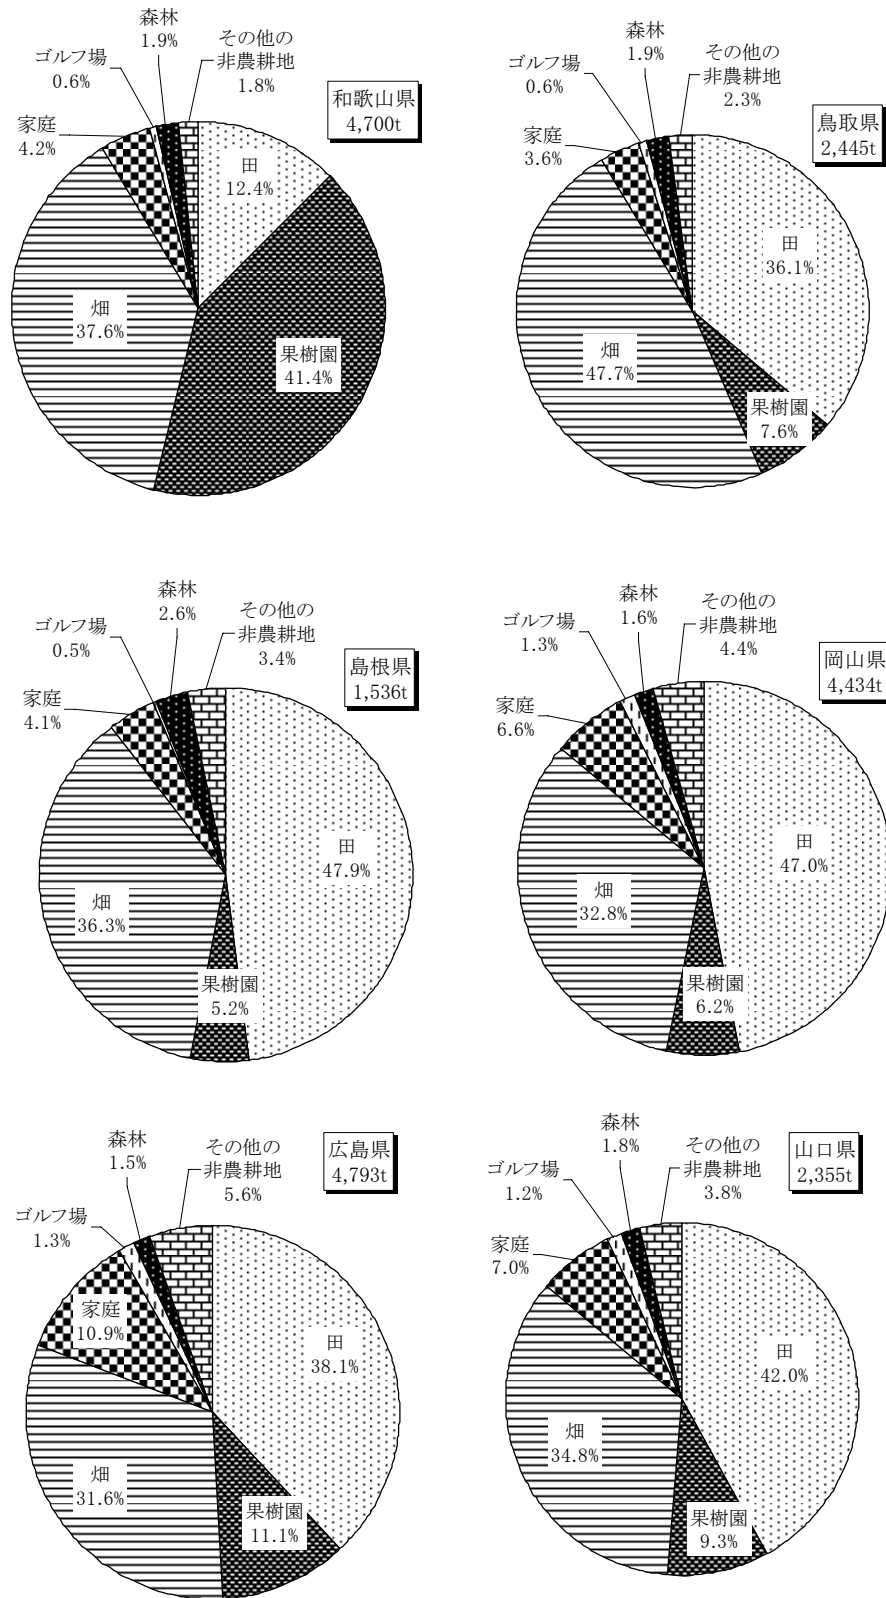 森林
1.9%
その他の
非農耕地
1.8%
ゴルフ場
0.6%
家庭
4.2%
和歌山県
4,700t
田
12.4%
畑
37.6%
果樹園
41.4%
森林
1.9%
その他の
非農耕地
2.3%
ゴルフ場
0.6%
家庭
3.6%
鳥取県
2,445t
田
36.1%
畑
47.7%
果樹園
7.6%
森林
2.6%
その他の
非農耕地
3.4%
ゴルフ場
0.5%
家庭
4.1%
島根県
1,536t
田
47.9%
畑
36.3%
果樹園
5.2%
森林
1.6%
その他の
非農耕地
4.4%
ゴルフ場
1.3%
家庭
6.6%
岡山県
4,434t
田
47.0%
畑
32.8%
果樹園
6.2%
森林
1.5%
その他の
非農耕地
5.6%
ゴルフ場
1.3%
家庭
10.9%
広島県
4,793t
田
38.1%
畑
31.6%
果樹園
11.1%
森林
1.8%
その他の
非農耕地
3.8%
ゴルフ場
1.2%
家庭
7.0%
山口県
2,355t
田
42.0%
畑
34.8%
果樹園
9.3%